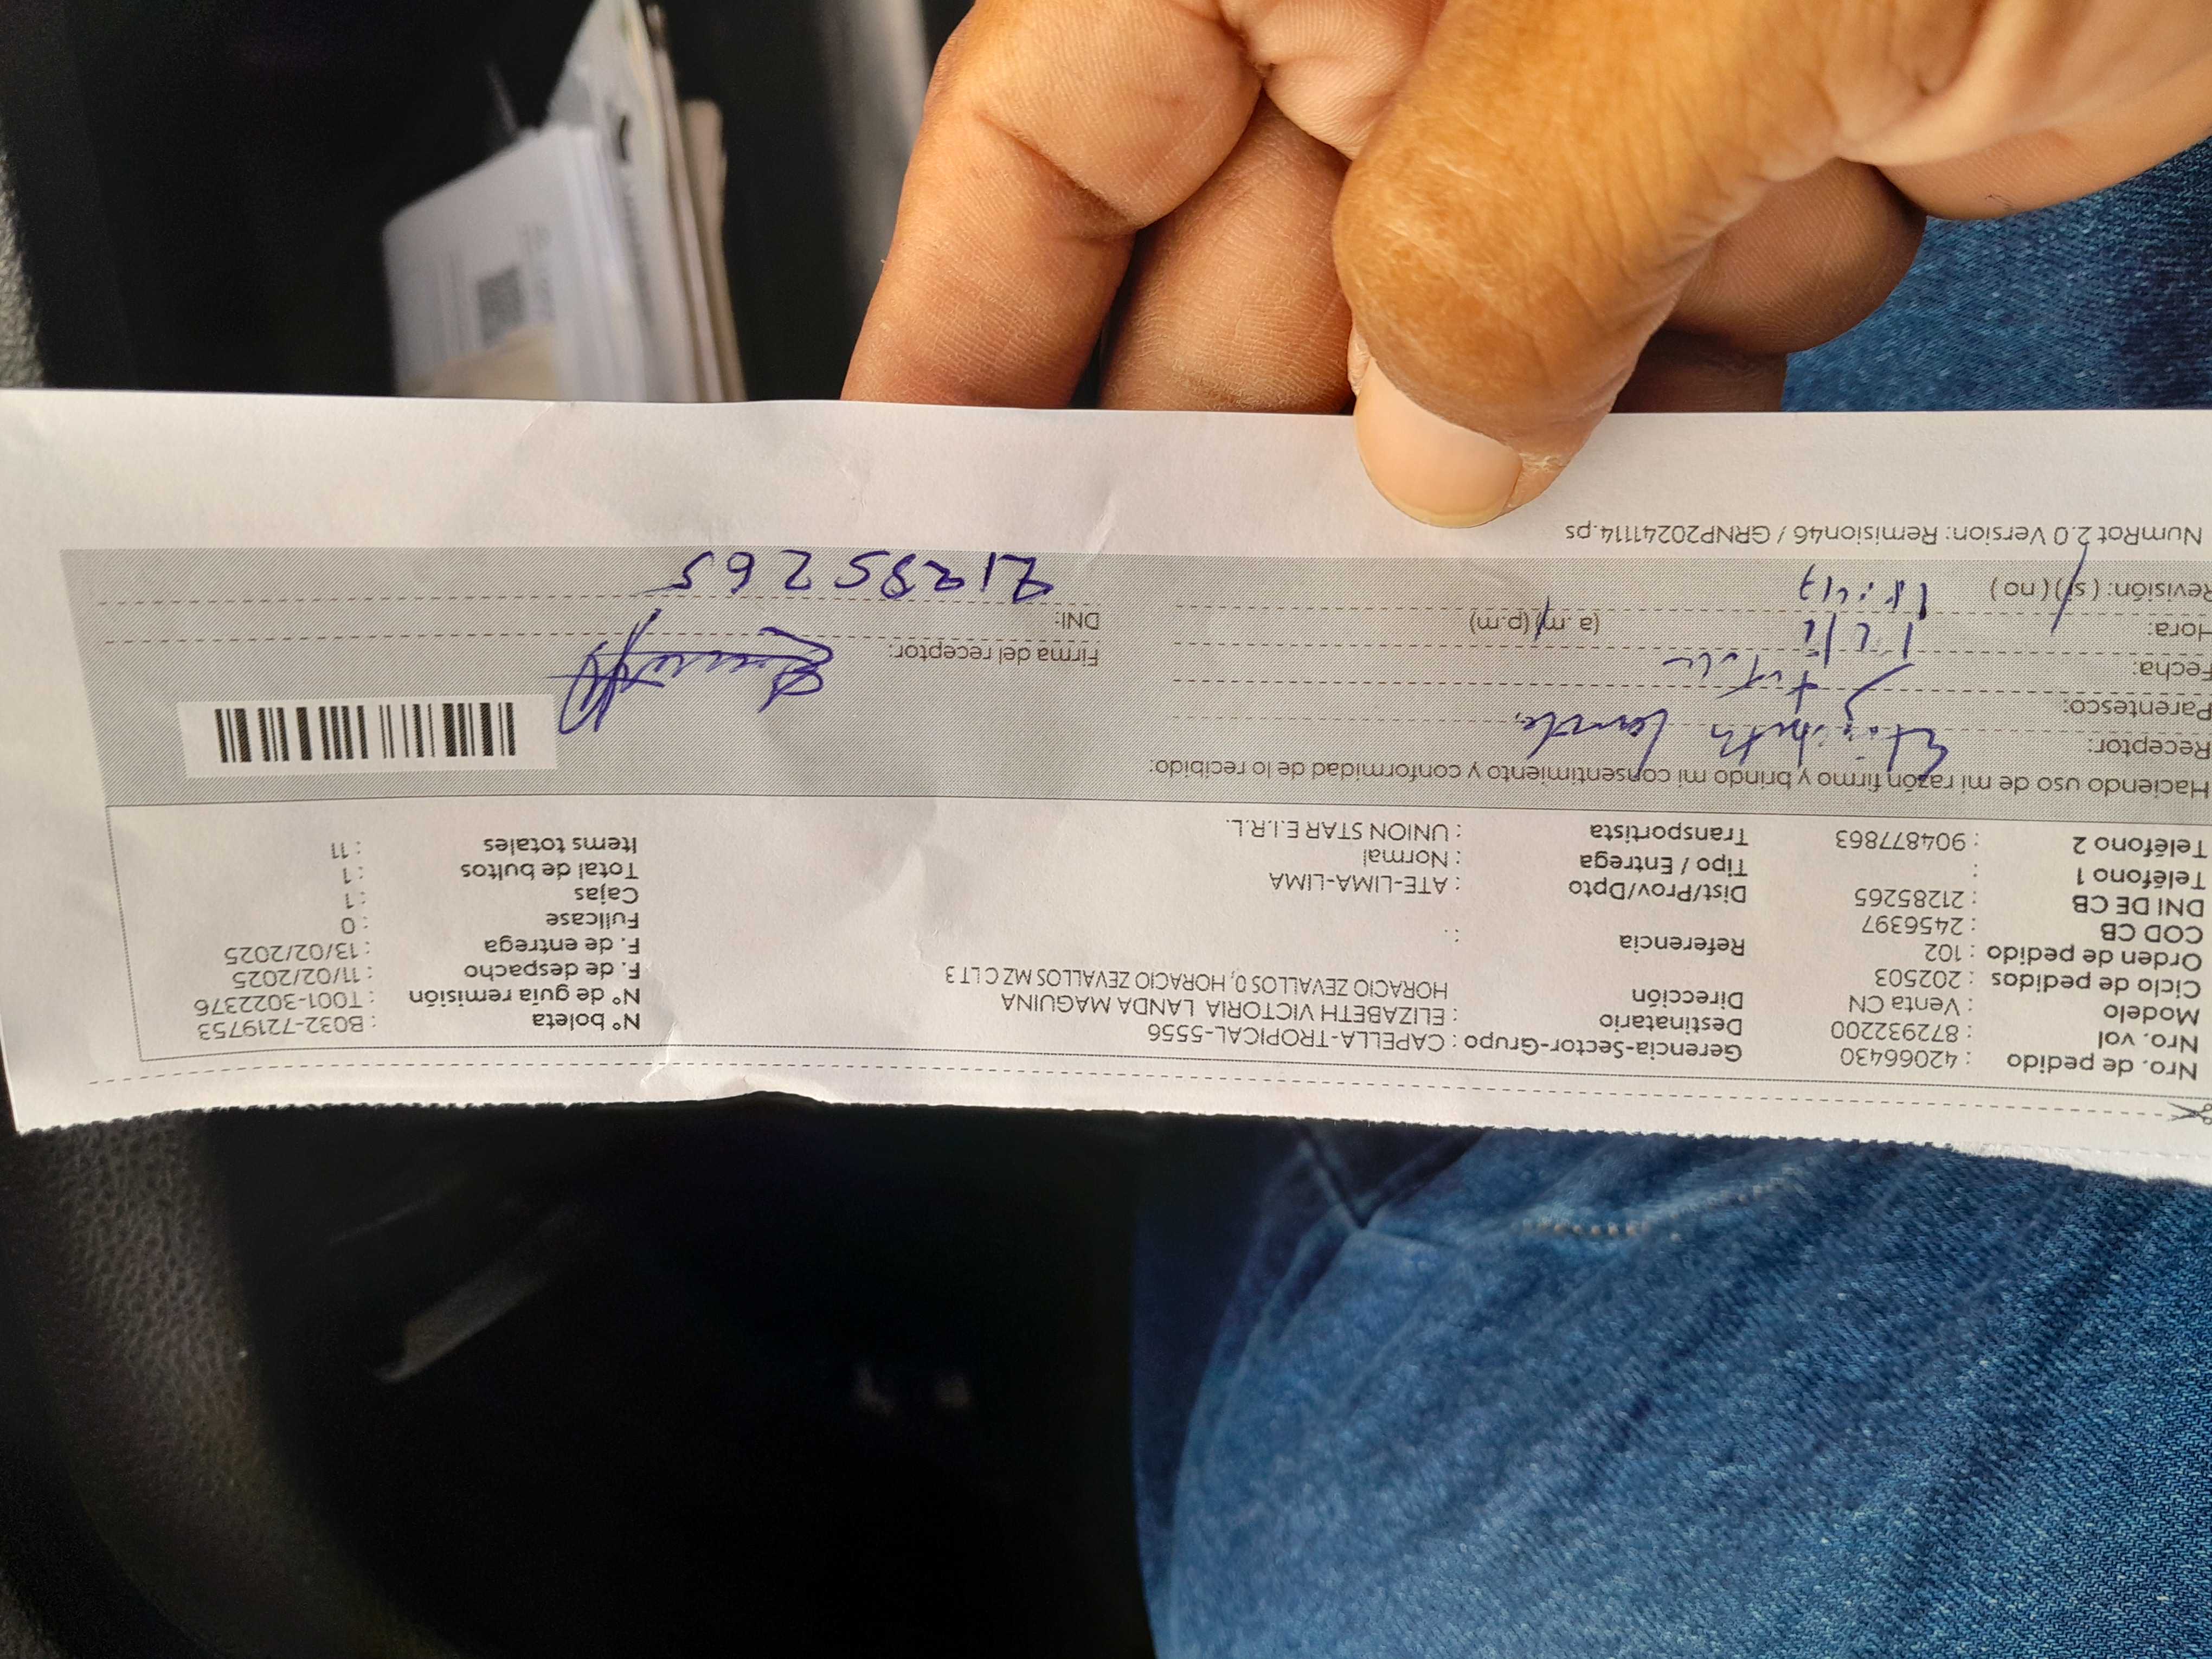 Nro. de pedido : 42066430 Gerencia-Sector-Grupo : CAPELLA-TROPICAL-5556 N° boleta : B032-7219753
Nro. vol : 872932200 Destinatario : ELIZABETH VICTORIA LANDA MAGUINA N° de guía remisión : T001-3022376
Modelo : Venta CN Dirección HORACIO ZEVALLOS 0, HORACIO ZEVALLOS MZ C LT 3 F. de despacho : 11/02/2025
Ciclo de pedidos : 202503 F. de entrega : 13/02/2025
Orden de pedido : 102 Referencia : . Fullcase : 0
COD CB : 2456397 Cajas : 1
DNI DE CB : 21285265 Dist/Prov/Dpto : ATE-LIMA-LIMA Total de bultos : 1
Teléfono 1 : Tipo / Entrega : Normal Items totales : 11
Teléfono 2 : 904877863 Transportista : UNION STAR E.I.R.L.
Haciendo uso de mi razón firmo y brindo mi consentimiento y conformidad de lo recibido:
Receptor: Elizabeth Landa
Parentesco: Titular
Fecha: Firma del receptor:
Hora: (a.m) (p.m) DNI: 21285265
Revisión: (si) (no)
NumRot 2.0 Version: Remision46 / GRNP20241114.ps